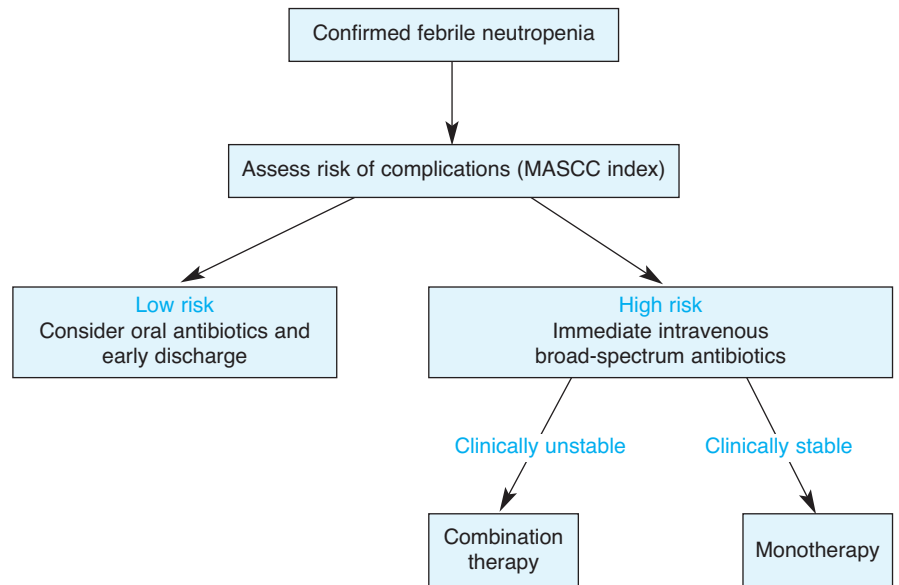 Confirmed febrile neutropenia
Assess risk of complications (MASCC index)
Low risk
Consider oral antibiotics and
early discharge
High risk
Immediate intravenous
broad-spectrum antibiotics
Clinically unstable
Clinically stable
Combination
therapy
Monotherapy